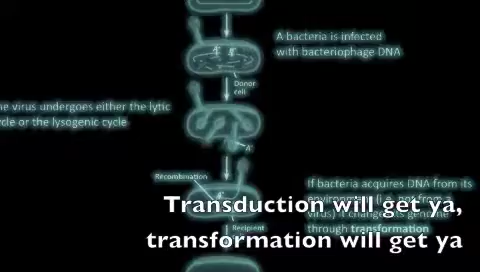 A bacteria is infected
with bacteriophage DNA
Donor
cell
he virus undergoes either the lytic
cycle or the lysogenic cycle
A⁺
Recombination
If bacteria acquires DNA from its
Transduction will get ya,
Recipient
through transformation
transformation will get ya